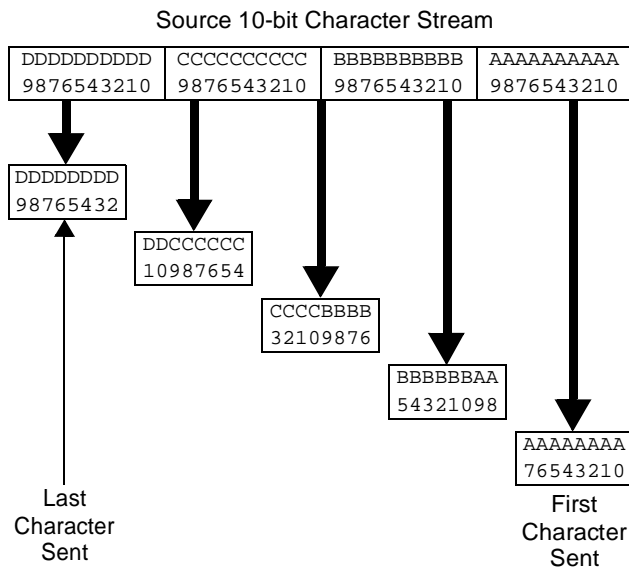 Source 10-bit Character Stream
DDDDDDDDDD CCCCCCCCCC BBBBBBBBBB AAAAAAAAAA
9876543210 9876543210 9876543210 9876543210
DDDDDDDD
98765432
DDCCCCCC
10987654
CCCCBBBB
32109876
BBBBBBAA
54321098
AAAAAAAA
76543210
Last
Character
Sent
First
Character
Sent